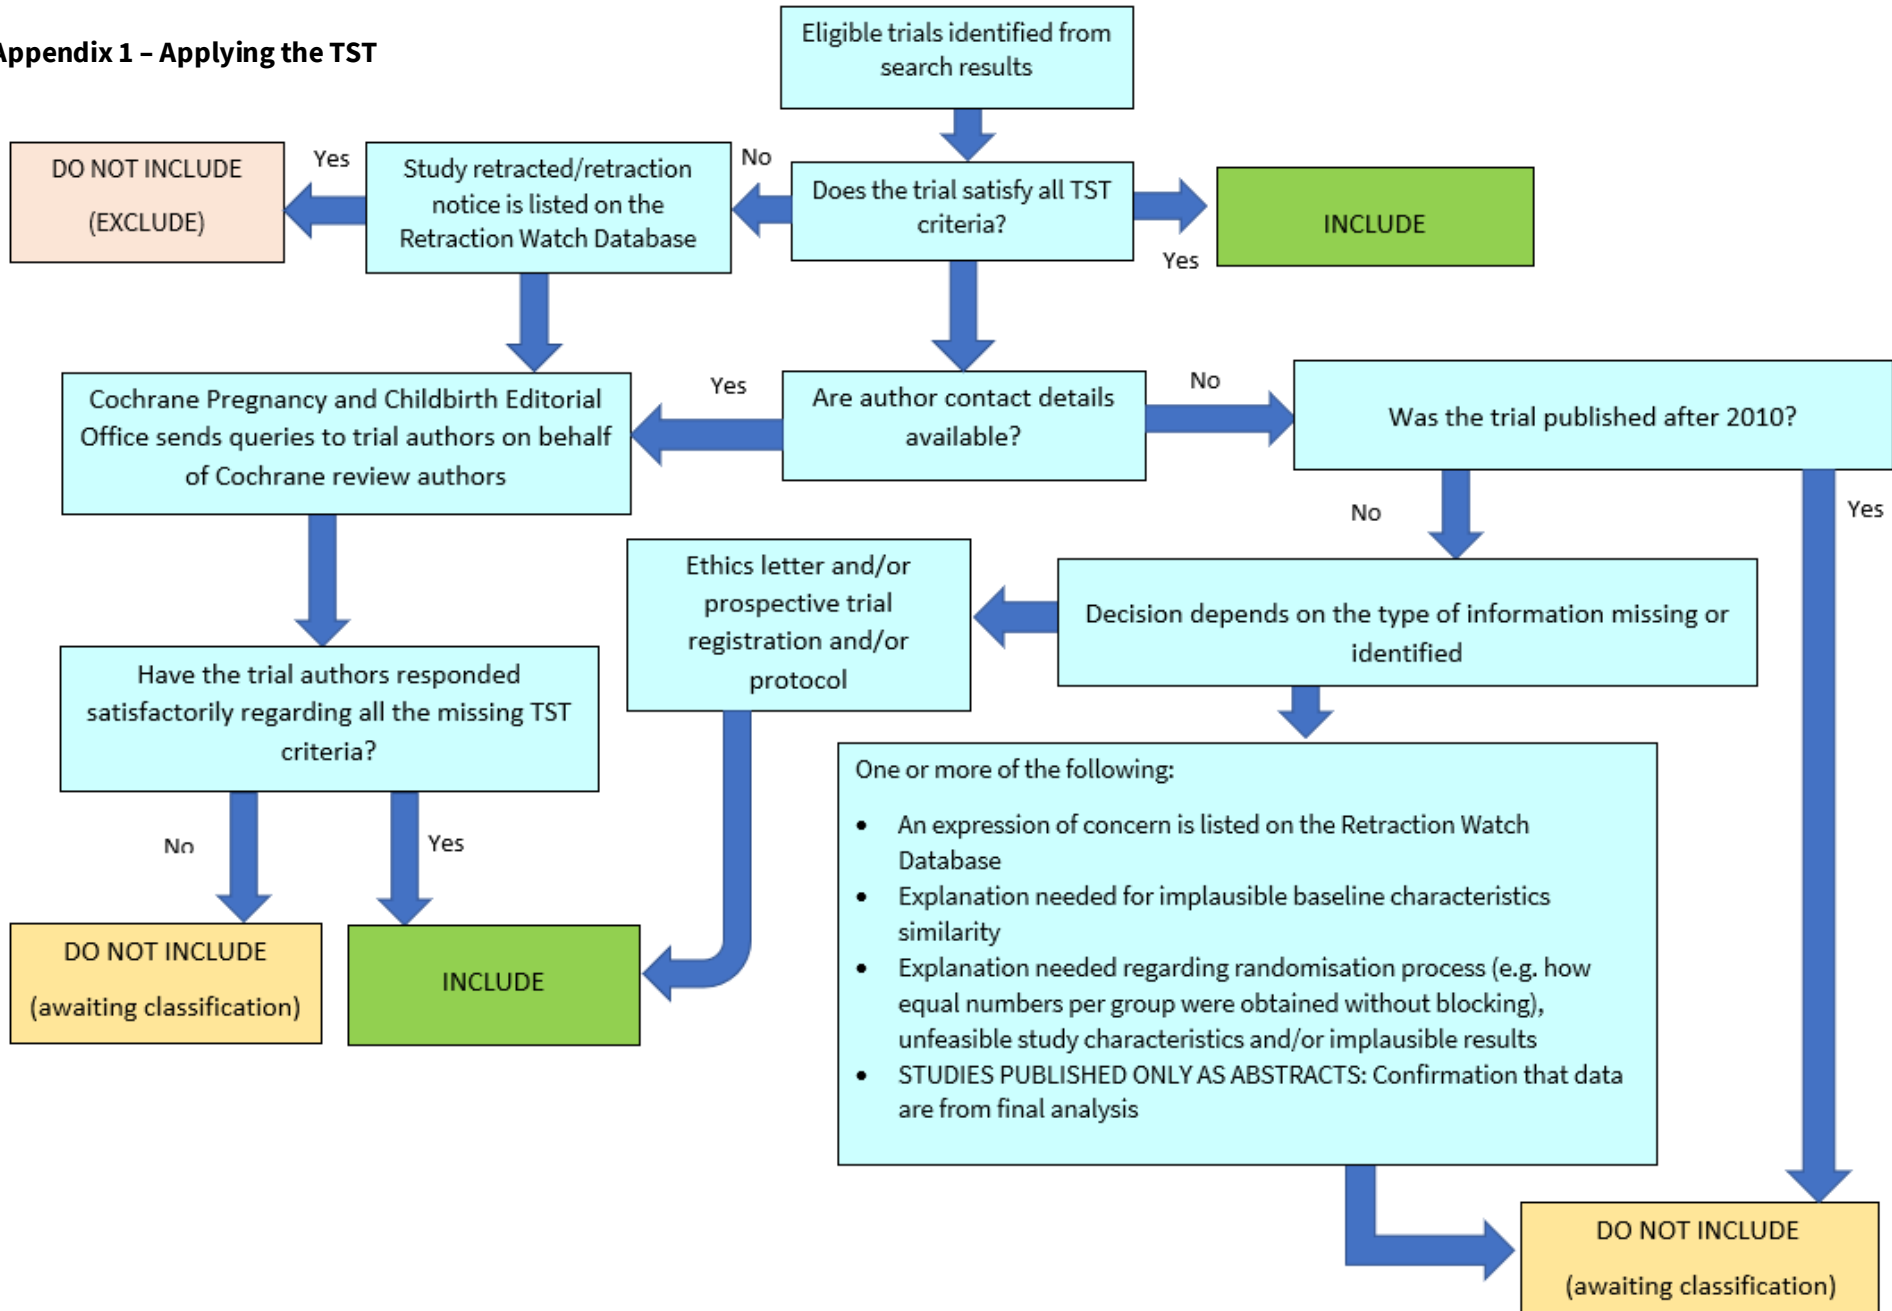 Appendix 1 – Applying the TST
Eligible trials identified from
search results
DO NOT INCLUDE
(EXCLUDE)
Yes
Study retracted/retraction
notice is listed on the
Retraction Watch Database
No
Does the trial satisfy all TST
criteria?
Yes
INCLUDE
Cochrane Pregnancy and Childbirth Editorial
Office sends queries to trial authors on behalf
of Cochrane review authors
Yes
Are author contact details
available?
No
Was the trial published after 2010?
No
Yes
Ethics letter and/or
prospective trial
registration and/or
protocol
Decision depends on the type of information missing or
identified
Have the trial authors responded
satisfactorily regarding all the missing TST
criteria?
No
Yes
One or more of the following:
• An expression of concern is listed on the Retraction Watch
Database
• Explanation needed for implausible baseline characteristics
similarity
• Explanation needed regarding randomisation process (e.g. how
equal numbers per group were obtained without blocking),
unfeasible study characteristics and/or implausible results
• STUDIES PUBLISHED ONLY AS ABSTRACTS: Confirmation that data
are from final analysis
DO NOT INCLUDE
(awaiting classification)
INCLUDE
DO NOT INCLUDE
(awaiting classification)